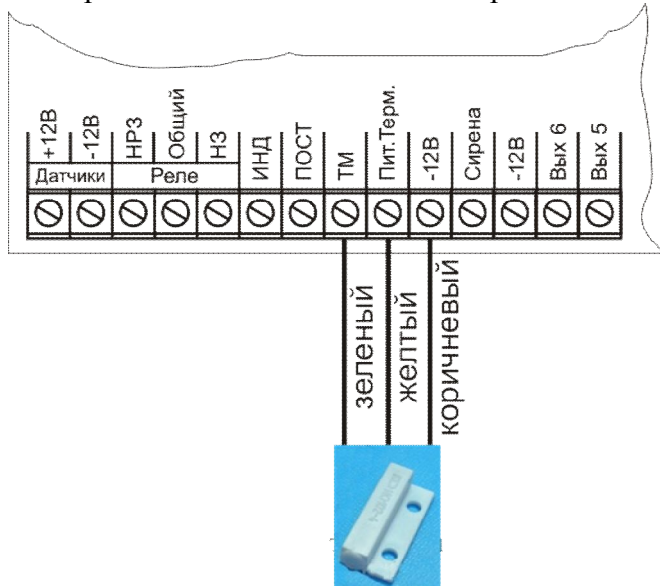 +12В
-12В
НРЗ
Общий
НЗ
ИНД
ПОСТ
ТМ
Пит.Терм.
-12В
Сирена
-12В
Вых 6
Вых 5
Датчики
Реле
зеленый
желтый
коричневый